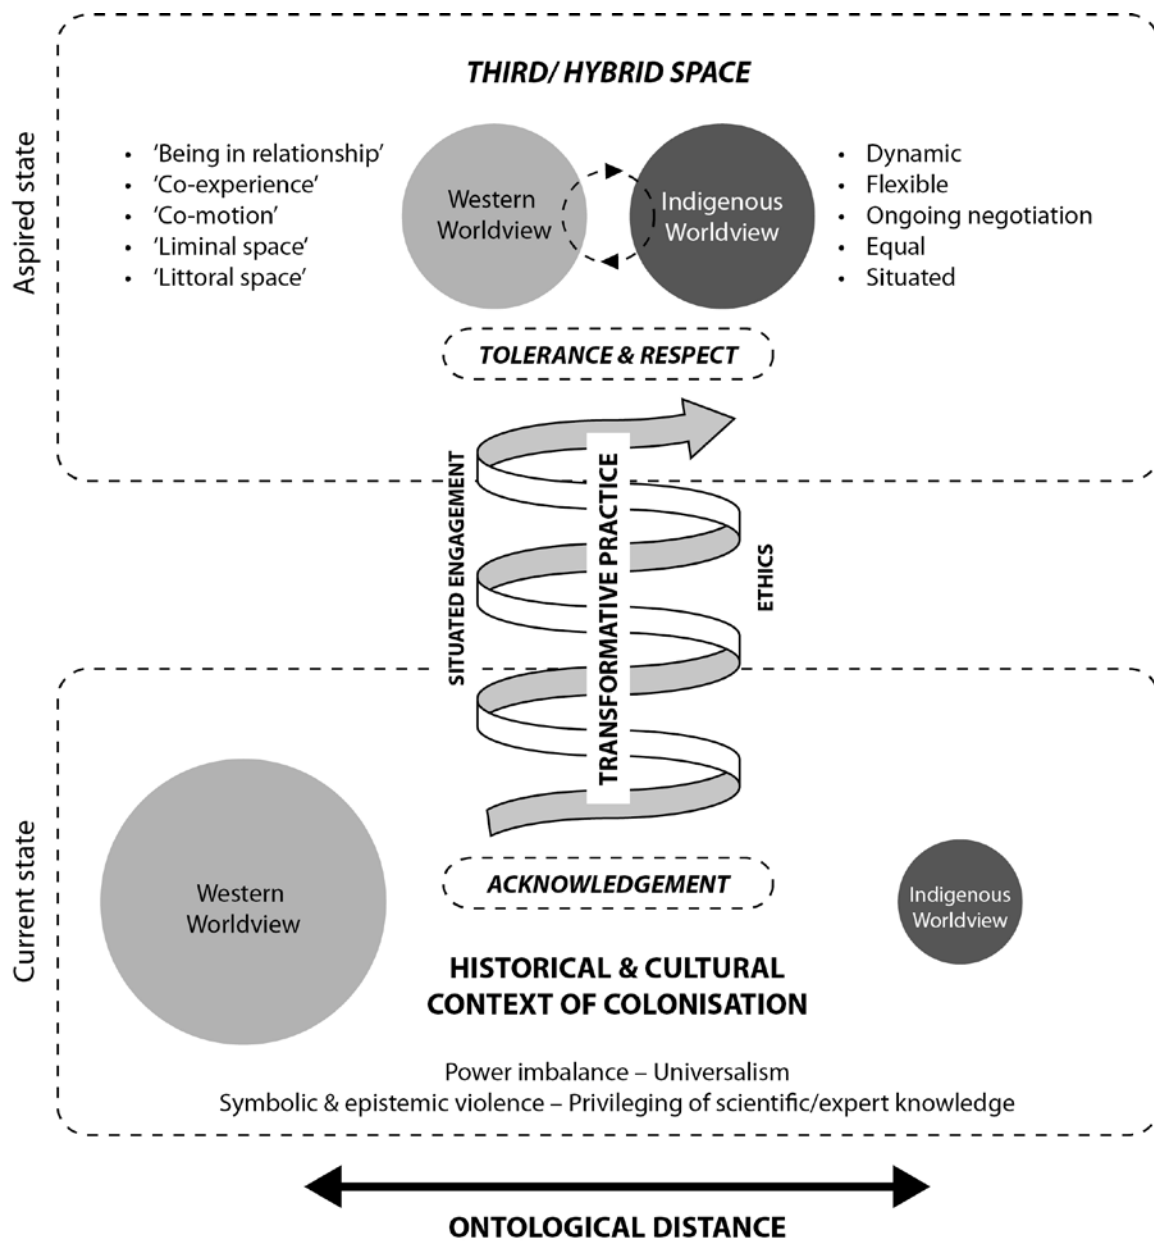 THIRD/ HYBRID SPACE
Aspired state
• 'Being in relationship'
• 'Co-experience'
• 'Co-motion'
• 'Liminal space'
• 'Littoral space'
Western
Worldview
Indigenous
Worldview
• Dynamic
• Flexible
• Ongoing negotiation
• Equal
• Situated
TOLERANCE & RESPECT
SITUATED ENGAGEMENT
TRANSFORMATIVE PRACTICE
ETHICS
Current state
Western
Worldview
ACKNOWLEDGEMENT
Indigenous
Worldview
HISTORICAL & CULTURAL
CONTEXT OF COLONISATION
Power imbalance – Universalism
Symbolic & epistemic violence – Privileging of scientific/expert knowledge
ONTOLOGICAL DISTANCE